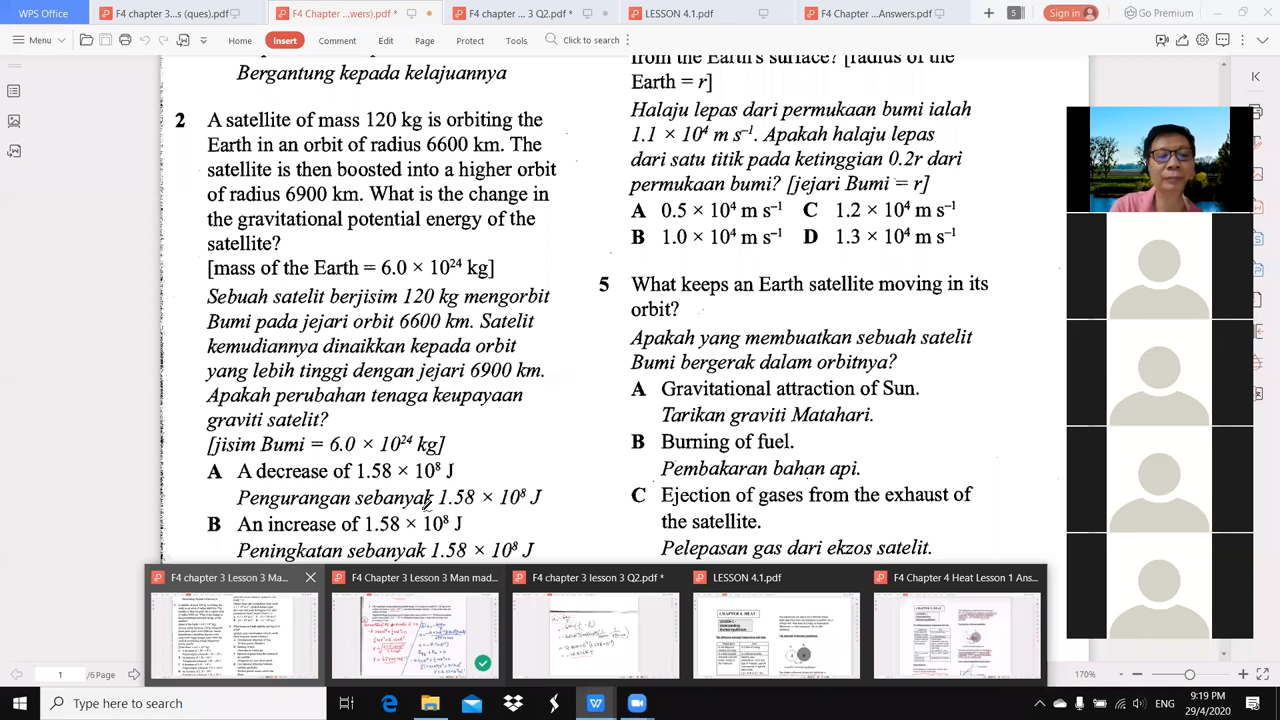 WPS Office
F4 chapter ...s (ques).pdf *
F4 Chapter ...s).pdf *
F4 chapter ... 3 Q2.pdf *
LESSON 4.1.pdf
F4 Chapter ...Answers.pdf
Sign in
Go Premium
Menu
Home
Insert
Comment
Edit
Page
Protect
Tools
Click to search
Bergantung kepada kelajuannya
2 A satellite of mass 120 kg is orbiting the
Earth in an orbit of radius 6600 km. The
satellite is then boosted into a higher orbit
of radius 6900 km. What is the change in
the gravitational potential energy of the
satellite?
[mass of the Earth = 6.0 × 10²⁴ kg]
Sebuah satelit berjisim 120 kg mengorbit
Bumi pada jejari orbit 6600 km. Satelit
kemudiannya dinaikkan kepada orbit
yang lebih tinggi dengan jejari 6900 km.
Apakah perubahan tenaga keupayaan
graviti satelit?
[jisim Bumi = 6.0 × 10²⁴ kg]
A A decrease of 1.58 × 10⁸ J
Pengurangan sebanyak 1.58 × 10⁸ J
B An increase of 1.58 × 10⁸ J
Peningkatan sebanyak 1.58 × 10⁸ J
from the Earth's surface? [radius of the
Earth = r]
Halaju lepas dari permukaan bumi ialah
1.1 × 10⁴ m s⁻¹. Apakah halaju lepas
dari satu titik pada ketinggian 0.2r dari
permukaan bumi? [jejari Bumi = r]
A 0.5 × 10⁴ m s⁻¹ C 1.2 × 10⁴ m s⁻¹
B 1.0 × 10⁴ m s⁻¹ D 1.3 × 10⁴ m s⁻¹
5 What keeps an Earth satellite moving in its
orbit?
Apakah yang membuatkan sebuah satelit
Bumi bergerak dalam orbitnya?
A Gravitational attraction of Sun.
Tarikan graviti Matahari.
B Burning of fuel.
Pembakaran bahan api.
C Ejection of gases from the exhaust of
the satellite.
Pelepasan gas dari ekzos satelit.
F4 chapter 3 Lesson 3 Ma...
F4 Chapter 3 Lesson 3 Man mad...
F4 chapter 3 lesson 3 Q2.pdf *
LESSON 4.1.pdf
F4 Chapter 4 Heat Lesson 1 Ans...
CHAPTER 4: HEAT
170%
Type here to search
ENG
9:19 PM
29/4/2020